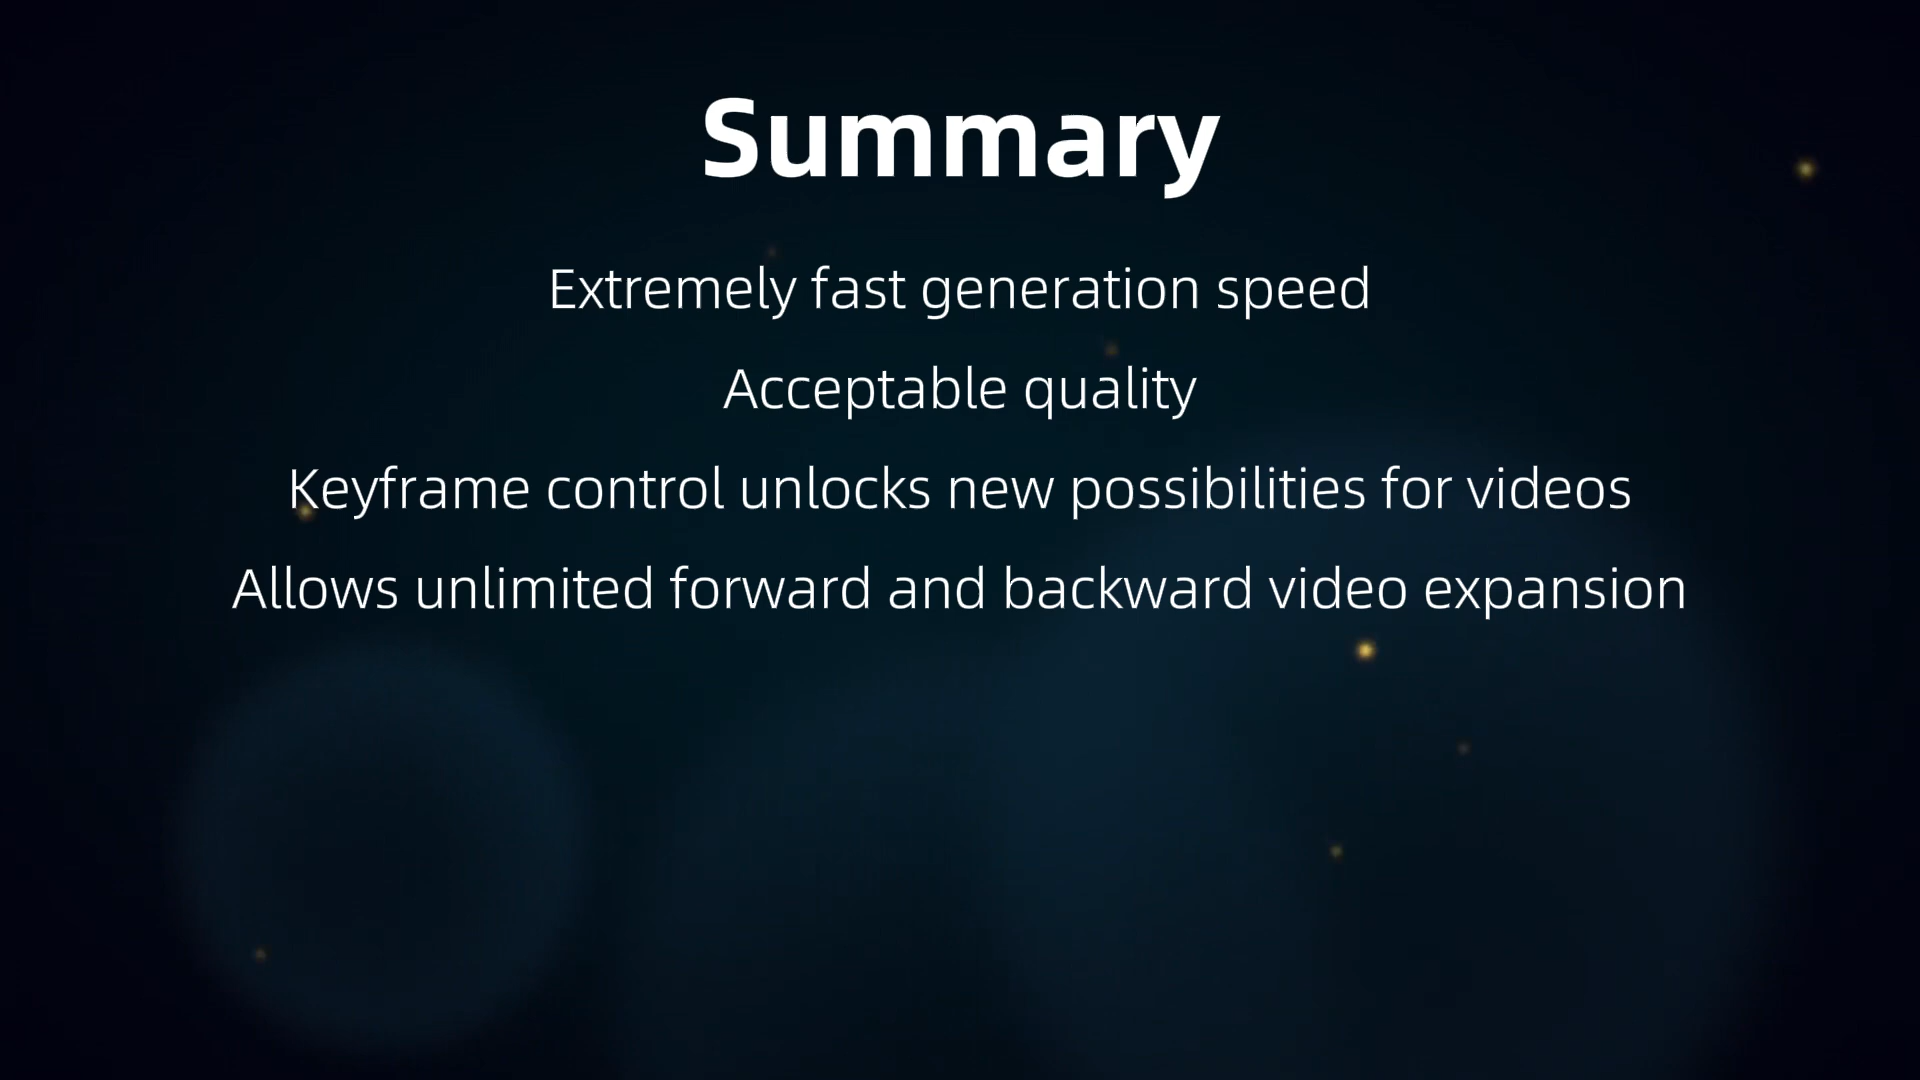 Summary
Extremely fast generation speed
Acceptable quality
Keyframe control unlocks new possibilities for videos
Allows unlimited forward and backward video expansion